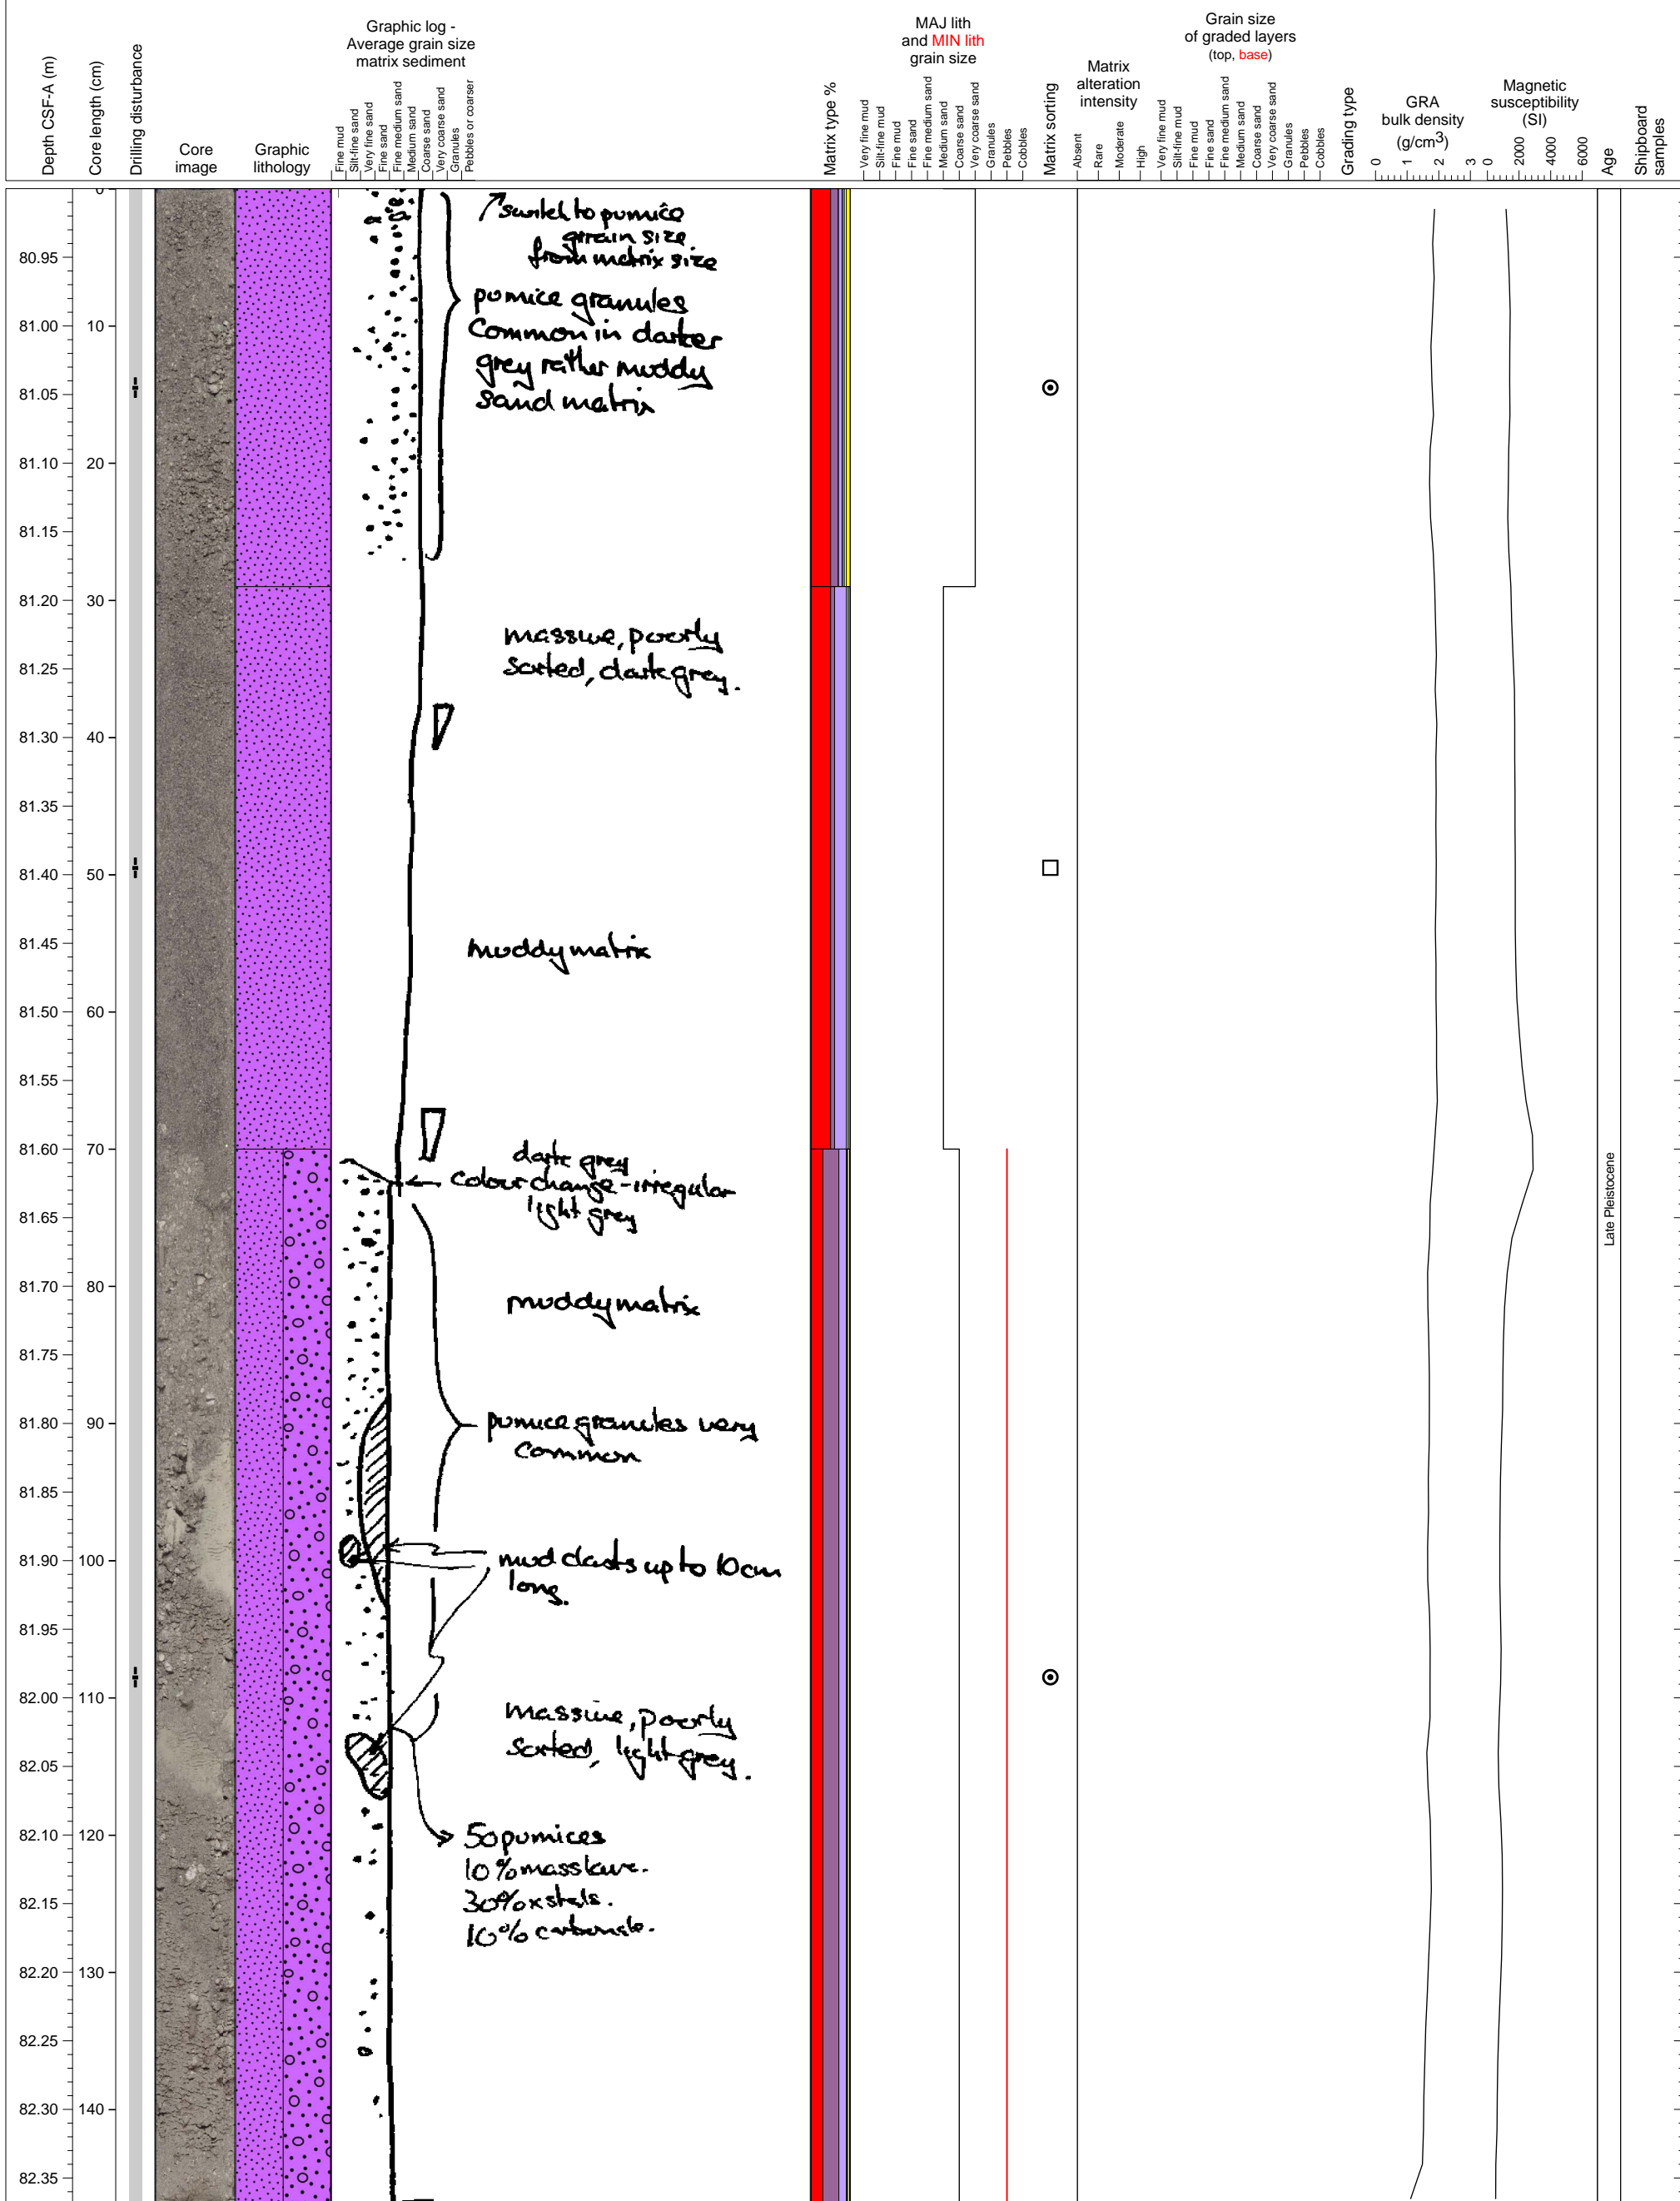 Depth CSF-A (m)
Core length (cm)
Drilling disturbance
Core
image
Graphic
lithology
Graphic log -
Average grain size
matrix sediment
Fine mud
Silt-fine sand
Very fine sand
Fine sand
Fine medium sand
Medium sand
Coarse sand
Very coarse sand
Granules
Pebbles or coarser
Matrix type %
MAJ lith
and MIN lith
grain size
Very fine mud
Silt-fine mud
Fine mud
Fine sand
Fine medium sand
Medium sand
Coarse sand
Very coarse sand
Granules
Pebbles
Cobbles
Matrix sorting
Matrix
alteration
intensity
Absent
Rare
Moderate
High
Grain size
of graded layers
(top, base)
Very fine mud
Silt-fine mud
Fine mud
Fine sand
Fine medium sand
Medium sand
Coarse sand
Very coarse sand
Granules
Pebbles
Cobbles
Grading type
GRA
bulk density
(g/cm3)
0 1 2 3
Magnetic
susceptibility
(SI)
0 2000 4000 6000
Age
Shipboard
samples
0
switch to pumice
grain size
from matrix size
80.95
pumice granules
81.00 10
Common in darker
grey rather muddy
81.05
sand matrix
81.10 20
81.15
81.20 30
massive, poorly
81.25
sorted, dark grey.
81.30 40
81.35
81.40 50
81.45
muddy matrix
81.50 60
81.55
81.60 70
dark grey
colour change - irregular
light grey
81.65
Late Pleistocene
81.70 80
muddy matrix
81.75
81.80 90
pumice granules very
common
81.85
81.90 100
mud clasts up to 10cm
long.
81.95
82.00 110
massive, poorly
sorted, light grey.
82.05
82.10 120
50 pumices
10% mass lava.
82.15
30% xstals.
10% carbonate.
82.20 130
82.25
82.30 140
82.35